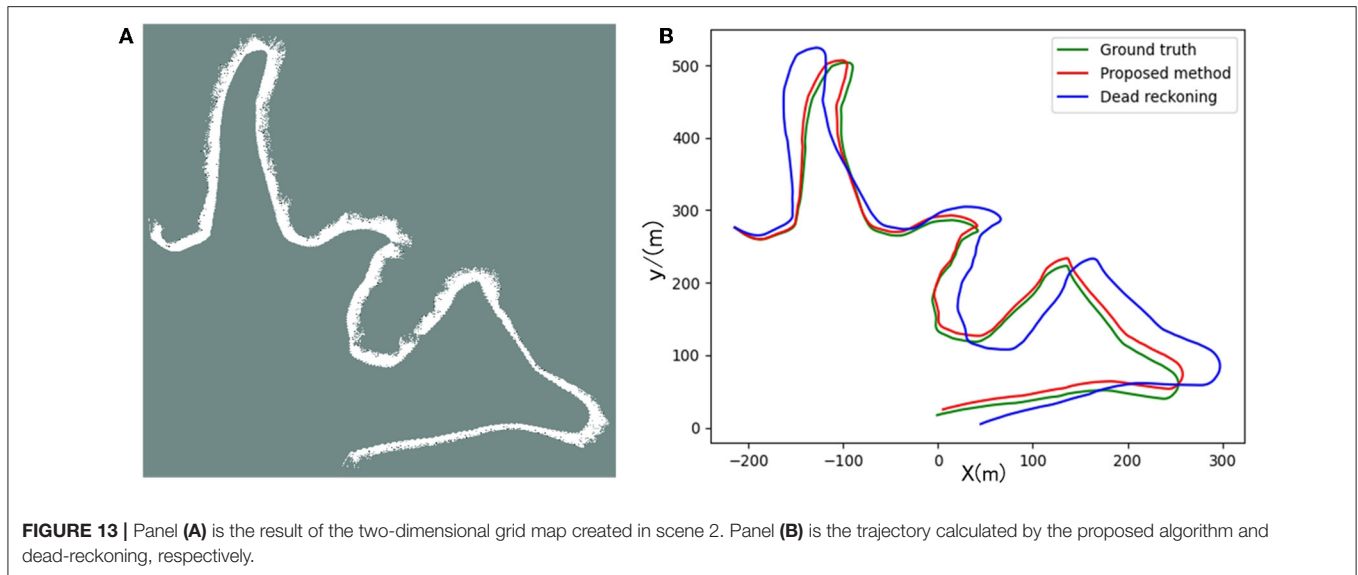 A
B
Ground truth
Proposed method
Dead reckoning
500
400
300
200
100
0
y/(m)
−200
−100
0
100
200
300
X(m)
FIGURE 13 | Panel (A) is the result of the two-dimensional grid map created in scene 2. Panel (B) is the trajectory calculated by the proposed algorithm and
dead-reckoning, respectively.